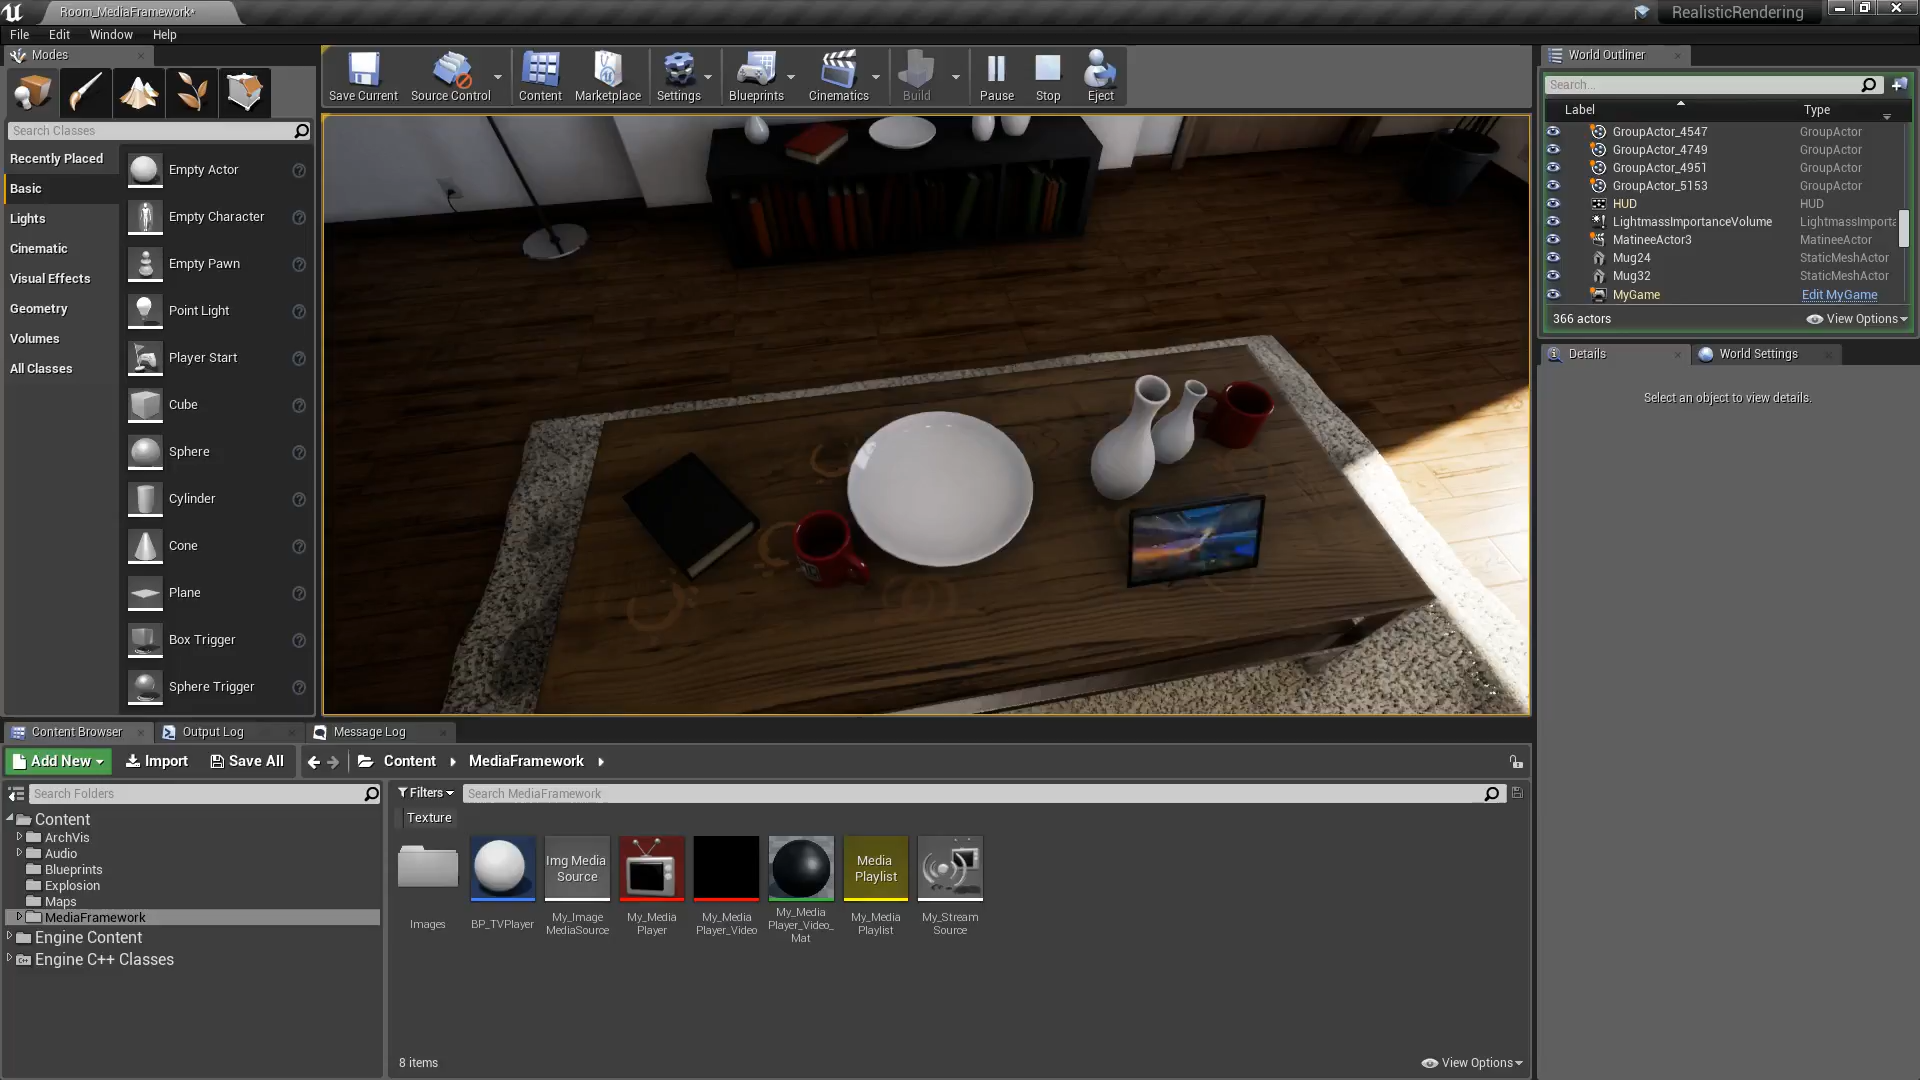 Room_MediaFramework*
RealisticRendering
File Edit Window Help
Modes
Search Classes
Recently Placed
Basic
Lights
Cinematic
Visual Effects
Geometry
Volumes
All Classes
Empty Actor
Empty Character
Empty Pawn
Point Light
Player Start
Cube
Sphere
Cylinder
Cone
Plane
Box Trigger
Sphere Trigger
Save Current
Source Control
Content
Marketplace
Settings
Blueprints
Cinematics
Build
Pause
Stop
Eject
World Outliner
Search...
Label Type
GroupActor_4547 GroupActor
GroupActor_4749 GroupActor
GroupActor_4951 GroupActor
GroupActor_5153 GroupActor
HUD HUD
LightmassImportanceVolume LightmassImporta
MatineeActor3 MatineeActor
Mug24 StaticMeshActor
Mug32 StaticMeshActor
MyGame Edit MyGame
366 actors View Options
Details
World Settings
Select an object to view details.
Content Browser
Output Log
Message Log
Add New Import Save All
Content MediaFramework
Search Folders
Content
ArchVis
Audio
Blueprints
Explosion
Maps
MediaFramework
Engine Content
Engine C++ Classes
Filters
Search MediaFramework
Texture
Img Media
Source
Media
Playlist
Images
BP_TVPlayer
My_Image
MediaSource
My_Media
Player
My_Media
Player_Video
My_Media
Player_Video_
Mat
My_Media
Playlist
My_Stream
Source
8 items
View Options